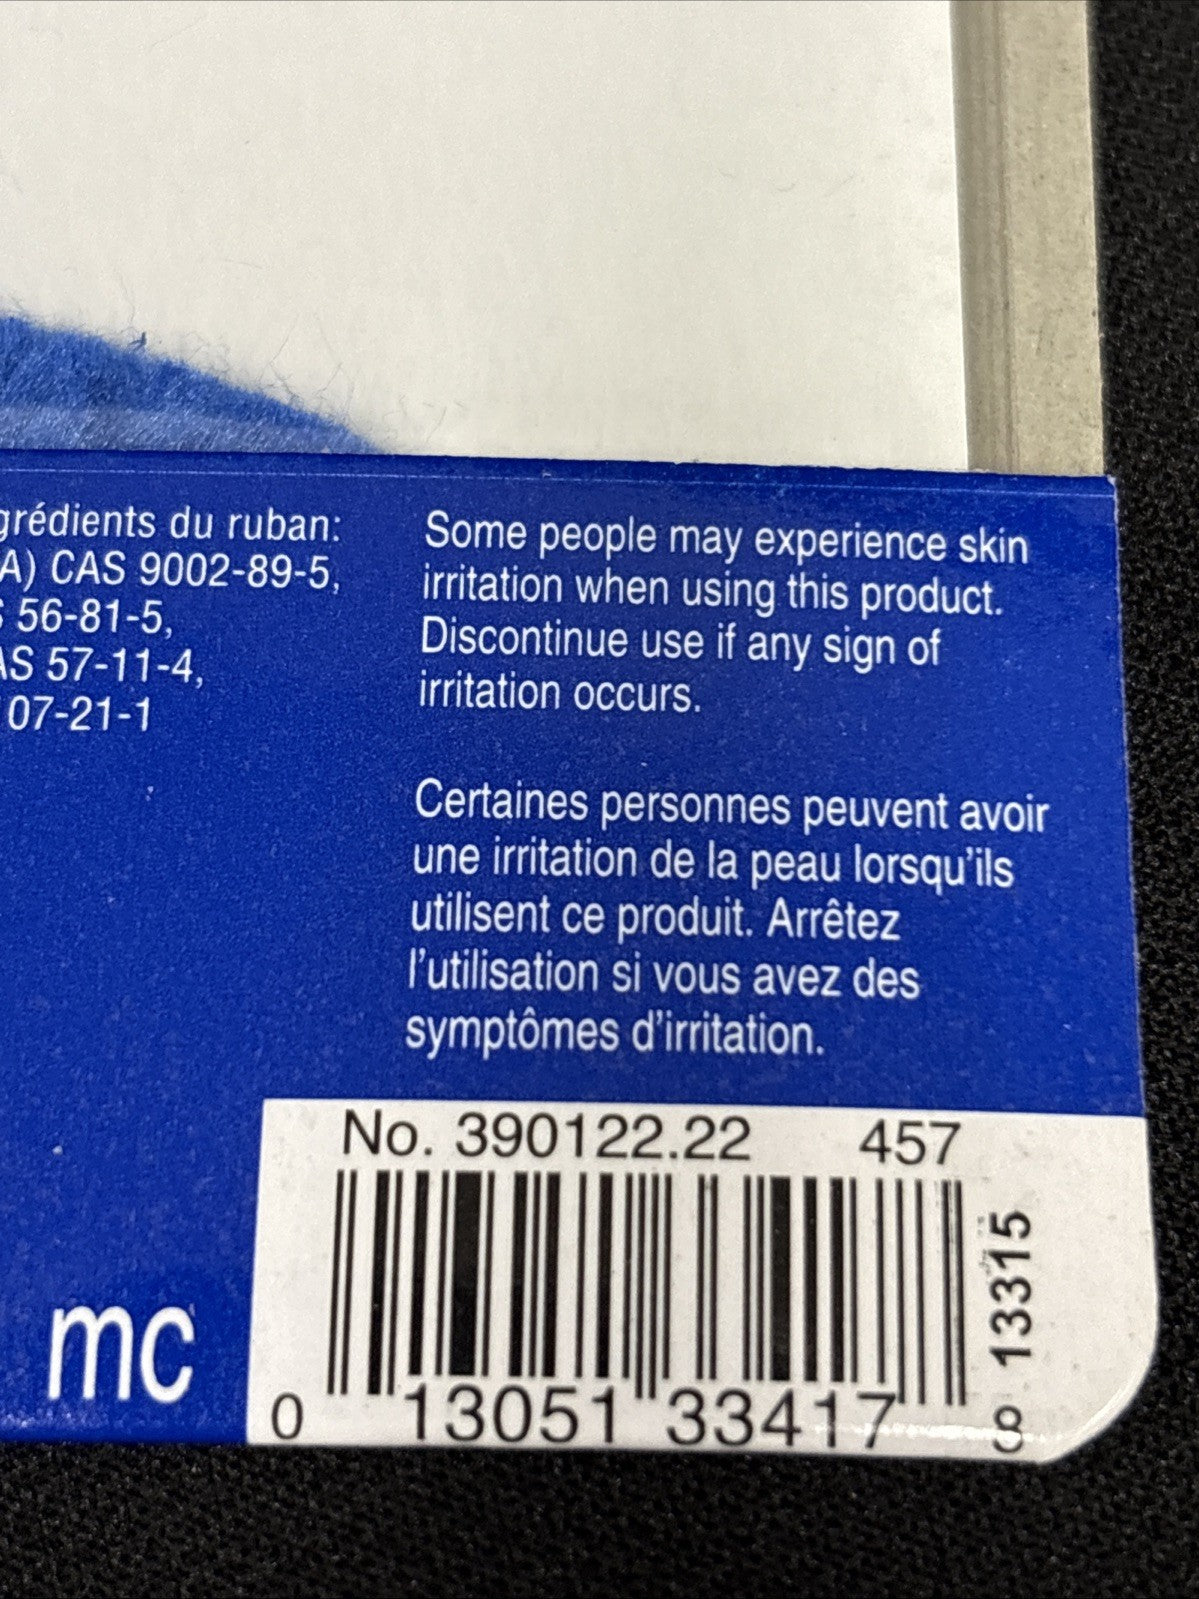 grédients du ruban:
A) CAS 9002-89-5,
56-81-5,
AS 57-11-4,
07-21-1
Some people may experience skin
irritation when using this product.
Discontinue use if any sign of
irritation occurs.
Certaines personnes peuvent avoir
une irritation de la peau lorsqu'ils
utilisent ce produit. Arrêtez
l'utilisation si vous avez des
symptômes d'irritation.
mc
No. 390122.22 457
0 13051 33417 8
13315